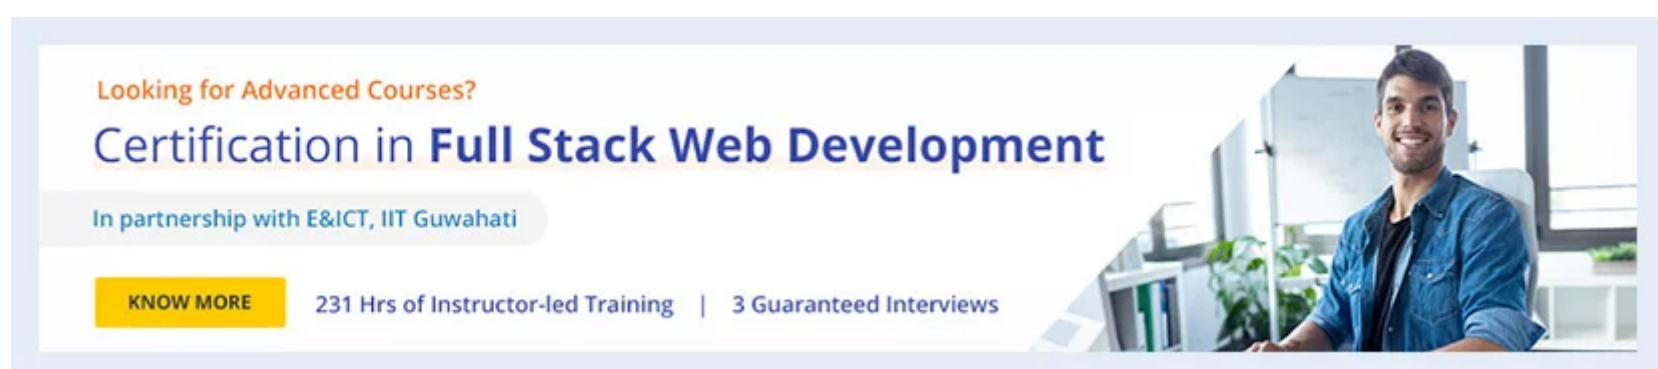 Looking for Advanced Courses?
Certification in Full Stack Web Development
In partnership with E&ICT, IIT Guwahati
KNOW MORE 231 Hrs of Instructor-led Training | 3 Guaranteed Interviews